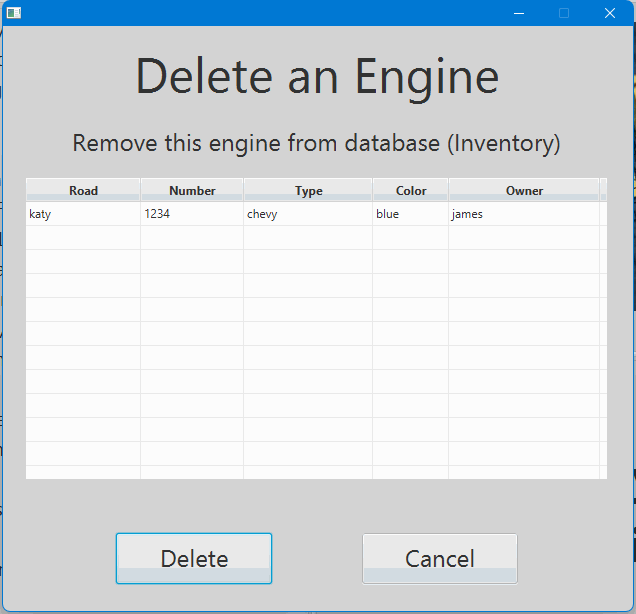 Delete an Engine
Remove this engine from database (Inventory)
Road Number Type Color Owner
katy 1234 chevy blue james
Delete Cancel